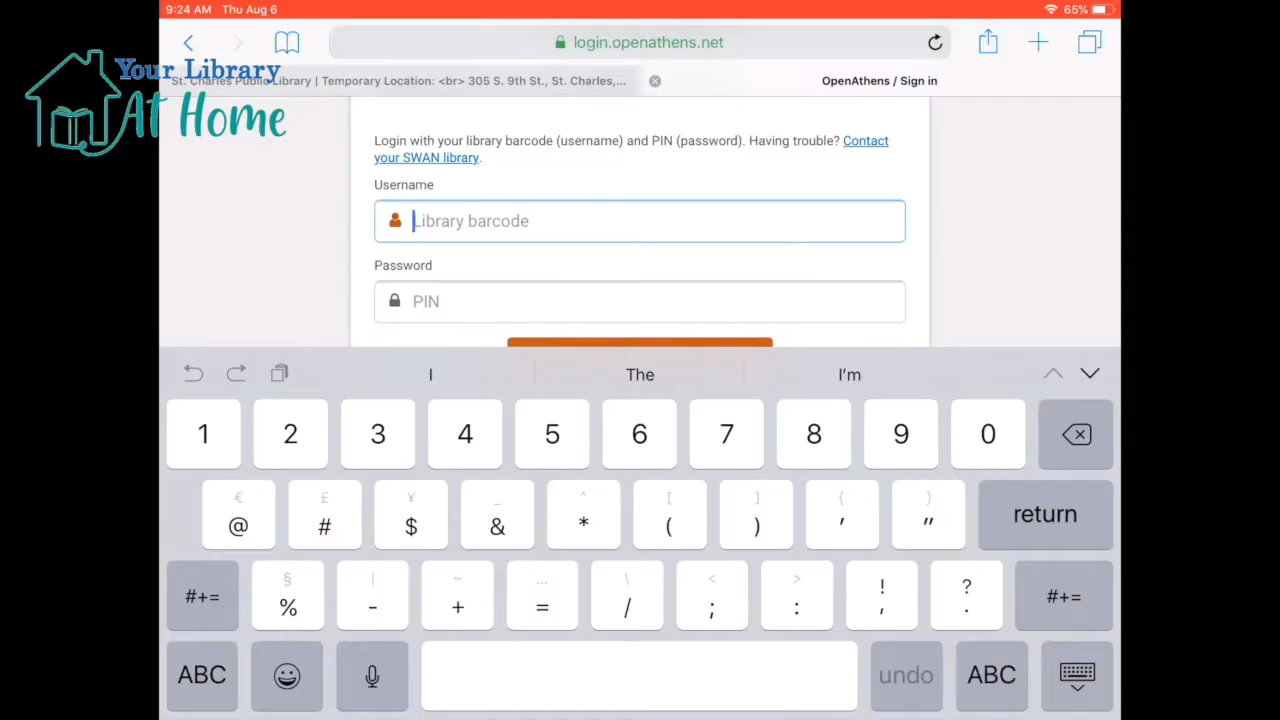 9:24 AM Thu Aug 6
65%
login.openathens.net
Your Library
At Home
St. Charles Public Library | Temporary Location: <br> 305 S. 9th St., St. Charles,...
OpenAthens / Sign in
Login with your library barcode (username) and PIN (password). Having trouble? Contact
your SWAN library.
Username
Library barcode
Password
PIN
I The I'm
1 2 3 4 5 6 7 8 9 0
€ £ ¥ _ ^ [ ] { }
@ # $ & * ( ) ' " return
§ | ~ … \ < > ! ?
#+= % - + = / ; : , . #+=
ABC undo ABC